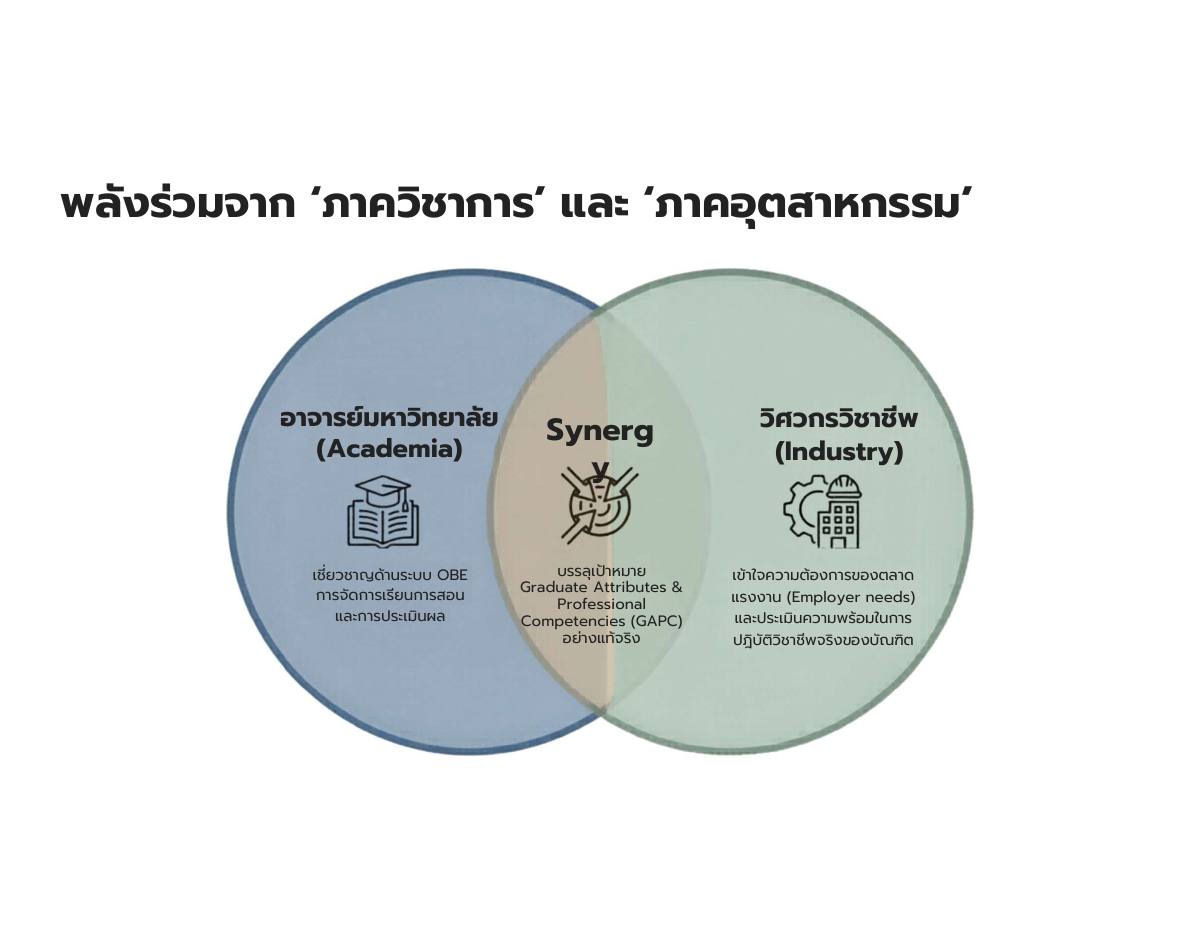 พลังร่วมจาก ‘ภาควิชาการ’ และ ‘ภาคอุตสาหกรรม’
อาจารย์มหาวิทยาลัย
(Academia)
เชี่ยวชาญด้านระบบ OBE
การจัดการเรียนการสอน
และการประเมินผล
Synerg
y
บรรลุเป้าหมาย
Graduate Attributes &
Professional
Competencies (GAPC)
อย่างแท้จริง
วิศวกรวิชาชีพ
(Industry)
เข้าใจความต้องการของตลาด
แรงงาน (Employer needs)
และประเมินความพร้อมในการ
ปฎิบัติวิชาชีพจริงของบัณฑิต